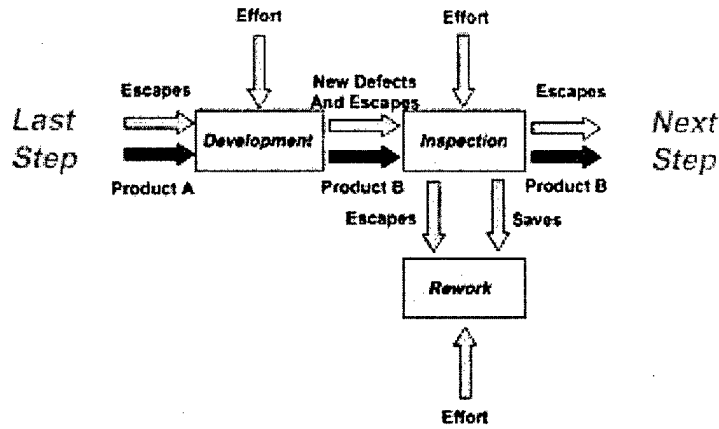 Effort
Effort
Escapes
New Defects
And Escapes
Escapes
Last
Step
Development
Inspection
Next
Step
Product A
Product B
Product B
Escapes
Saves
Rework
Effort